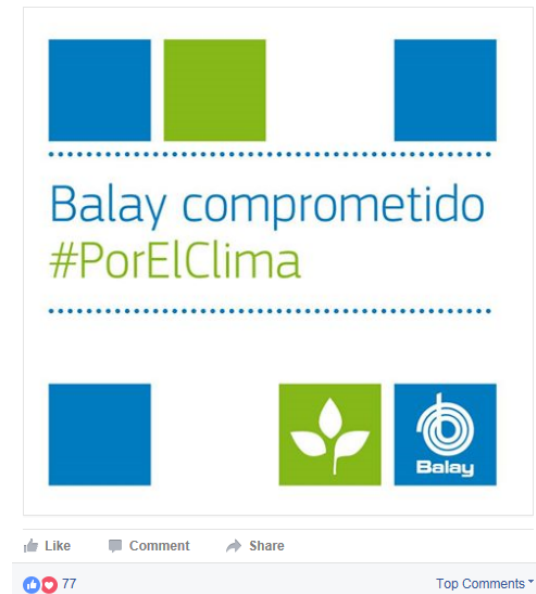 Balay comprometido
#PorElClima
Balay
Like Comment Share
77 Top Comments